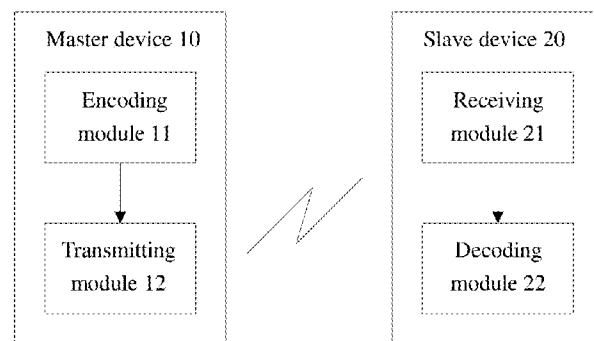 Master device 10
Encoding
module 11
Transmitting
module 12
Slave device 20
Receiving
module 21
Decoding
module 22